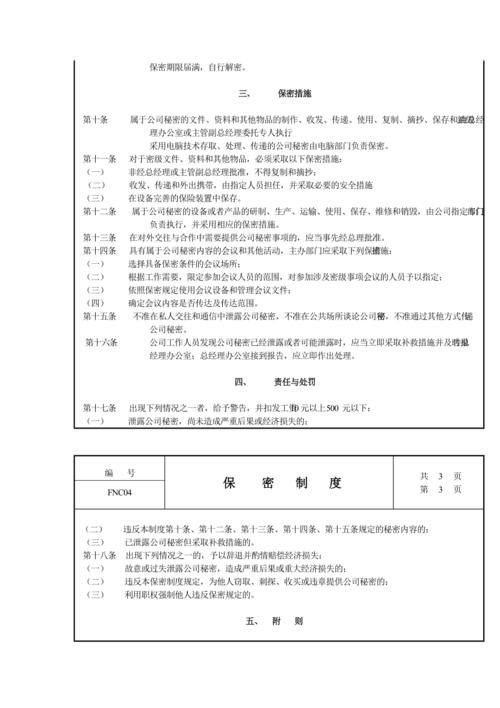 保密期限届满，自行解密。
三、 保密措施
第十条 属于公司秘密的文件、资料和其他物品的制作、收发、传递、使用、复制、摘抄、保存和销毁，由总经
理办公室或主管副总经理委托专人执行
采用电脑技术存取、处理、传递的公司秘密由电脑部门负责保密。
第十一条 对于密级文件、资料和其他物品，必须采取以下保密措施：
（一） 非经总经理或主管副总经理批准，不得复制和摘抄；
（二） 收发、传递和外出携带，由指定人员担任，并采取必要的安全措施
（三） 在设备完善的保险装置中保存。
第十二条 属于公司秘密的设备或者产品的研制、生产、运输、使用、保存、维修和销毁，由公司指定部门
负责执行，并采用相应的保密措施。
第十三条 在对外交往与合作中需要提供公司秘密事项的，应当事先经总理批准。
第十四条 具有属于公司秘密内容的会议和其他活动，主办部门应采取下列保密措施：
（一） 选择具备保密条件的会议场所；
（二） 根据工作需要，限定参加会议人员的范围，对参加涉及密级事项会议的人员予以指定；
（三） 依照保密规定使用会议设备和管理会议文件；
（四） 确定会议内容是否传达及传达范围。
第十五条 不准在私人交往和通信中泄露公司秘密，不准在公共场所谈论公司秘密，不准通过其他方式传递
公司秘密。
第十六条 公司工作人员发现公司秘密已经泄露或者可能泄露时，应当立即采取补救措施并及时报告总
经理办公室；总经理办公室接到报告，应立即作出处理。
四、 责任与处罚
第十七条 出现下列情况之一者，给予警告，并扣发工资 元以上500 元以下：
（一） 泄露公司秘密，尚未造成严重后果或经济损失的；
编 号
FNC04
保 密 制 度
共 3 页
第 3 页
（二） 违反本制度第十条、第十二条、第十三条、第十四条、第十五条规定的秘密内容的；
（三） 已泄露公司秘密但采取补救措施的。
第十八条 出现下列情况之一的，予以辞退并酌情赔偿经济损失；
（一） 故意或过失泄露公司秘密，造成严重后果或重大经济损失的；
（二） 违反本保密制度规定，为他人窃取、刺探、收买或违章提供公司秘密的；
（三） 利用职权强制他人违反保密规定的。
五、 附 则